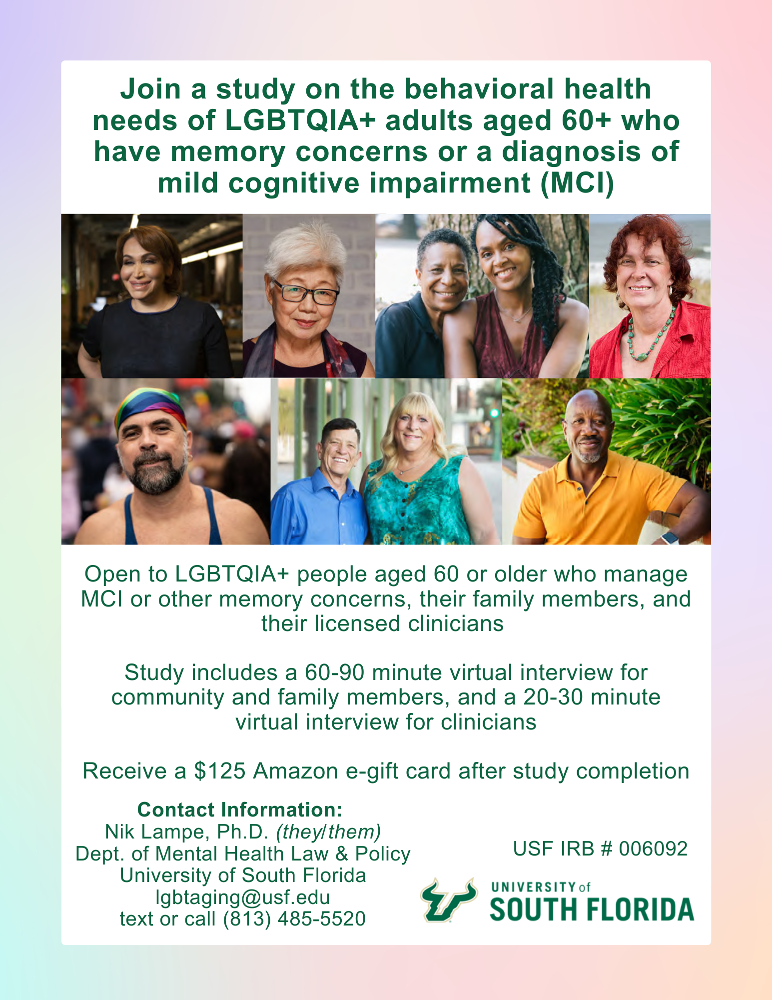 Join a study on the behavioral health
needs of LGBTQIA+ adults aged 60+ who
have memory concerns or a diagnosis of
mild cognitive impairment (MCI)
Open to LGBTQIA+ people aged 60 or older who manage
MCI or other memory concerns, their family members, and
their licensed clinicians
Study includes a 60-90 minute virtual interview for
community and family members, and a 20-30 minute
virtual interview for clinicians
Receive a $125 Amazon e-gift card after study completion
Contact Information:
Nik Lampe, Ph.D. (they/them)
Dept. of Mental Health Law & Policy
University of South Florida
lgbtaging@usf.edu
text or call (813) 485-5520
USF IRB # 006092
UNIVERSITY of
SOUTH FLORIDA